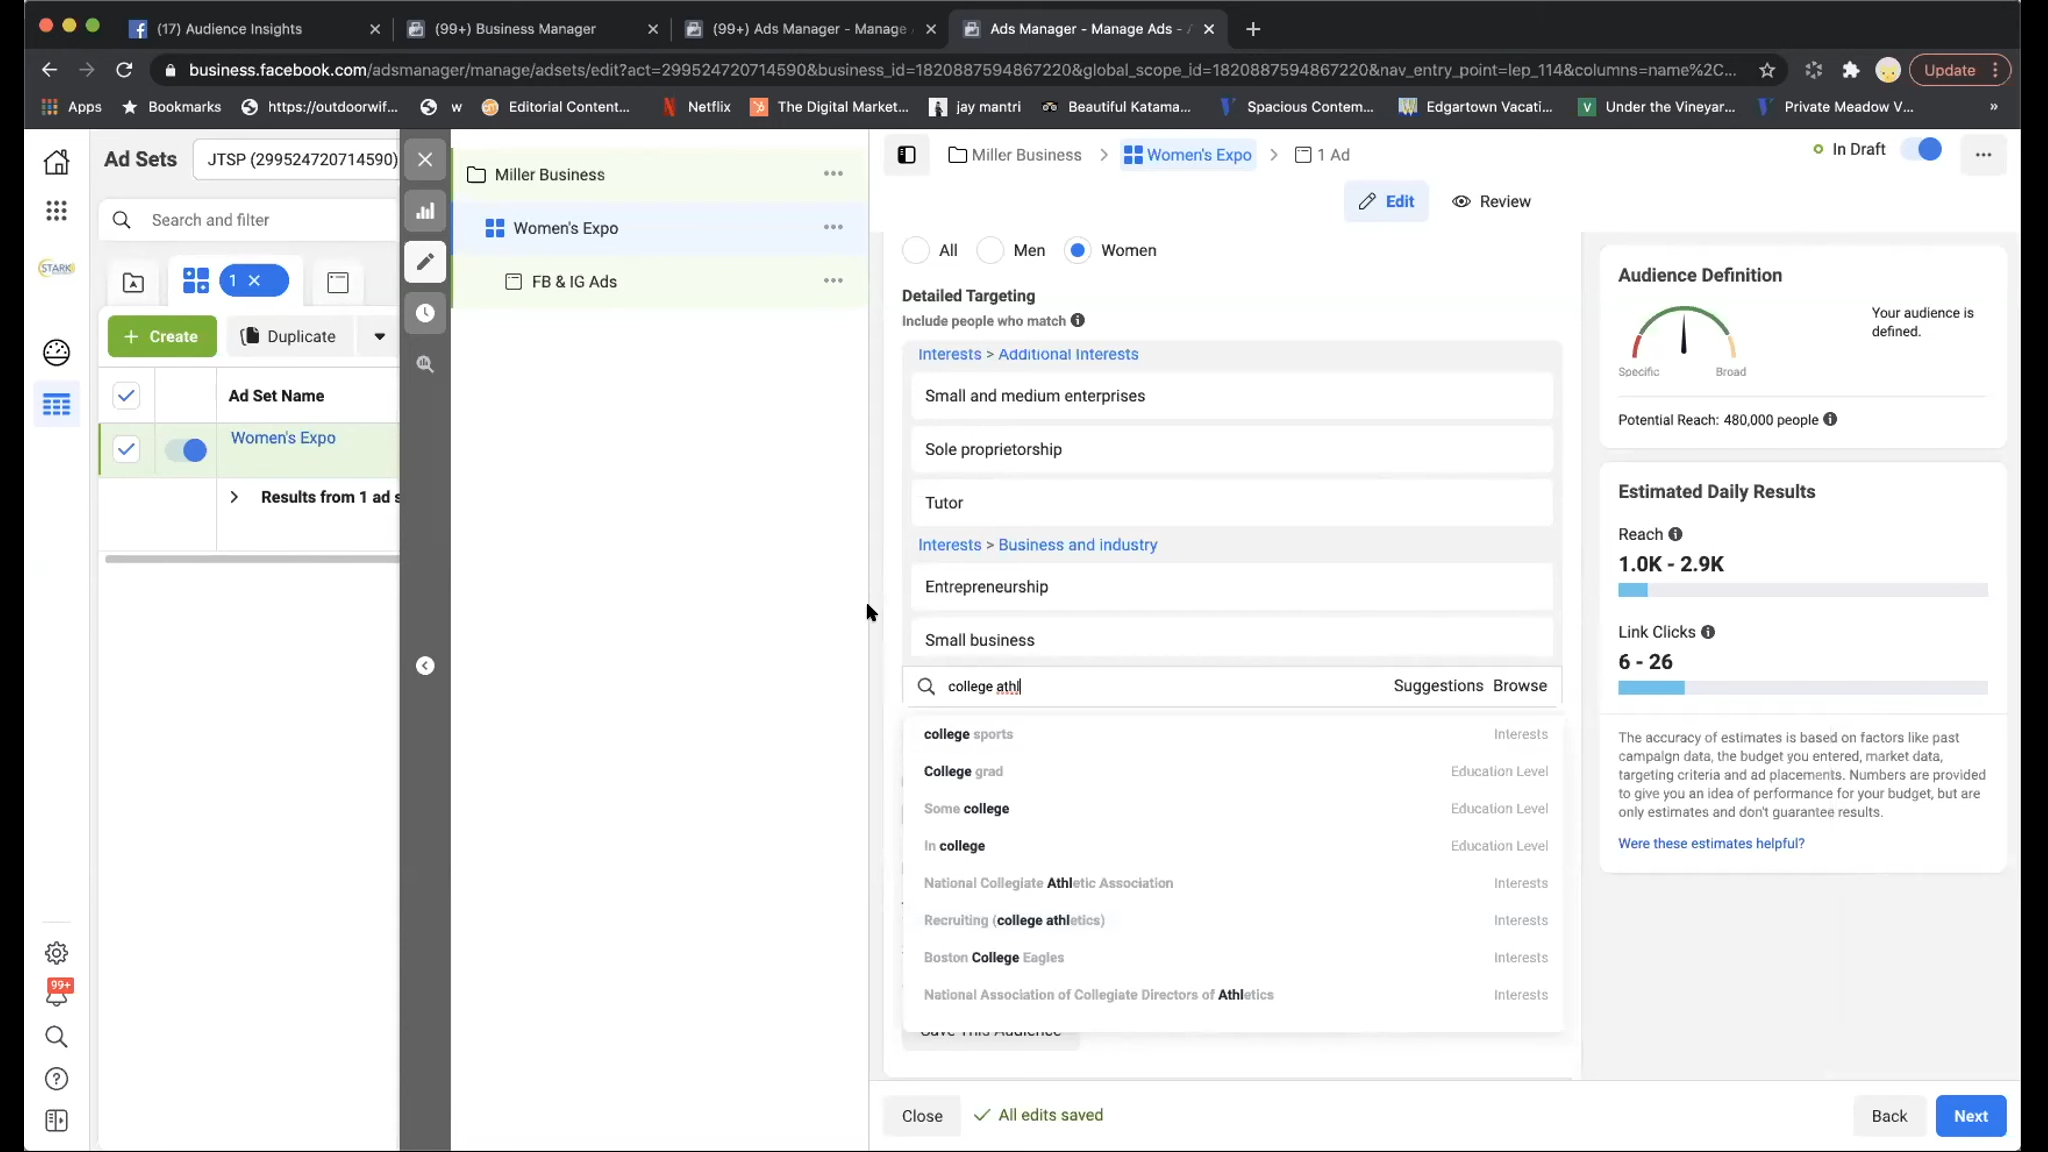 (17) Audience Insights
(99+) Business Manager
(99+) Ads Manager - Manage
Ads Manager - Manage Ads -
business.facebook.com/adsmanager/manage/adsets/edit?act=299524720714590&business_id=1820887594867220&global_scope_id=1820887594867220&nav_entry_point=lep_114&columns=name%2C...
Update
Apps
Bookmarks
https://outdoorwif...
w
Editorial Content...
Netflix
The Digital Market...
jay mantri
Beautiful Katama...
Spacious Contem...
Edgartown Vacati...
Under the Vineyar...
Private Meadow V...
»
Ad Sets
JTSP (299524720714590)
Search and filter
1
+ Create
Duplicate
Ad Set Name
Women's Expo
Results from 1 ad s
STARK
99+
Miller Business
Women's Expo
FB & IG Ads
Miller Business > Women's Expo > 1 Ad
In Draft
Edit
Review
All
Men
Women
Detailed Targeting
Include people who match
Interests > Additional Interests
Small and medium enterprises
Sole proprietorship
Tutor
Interests > Business and industry
Entrepreneurship
Small business
college athl
Suggestions
Browse
college sports Interests
College grad Education Level
Some college Education Level
In college Education Level
National Collegiate Athletic Association Interests
Recruiting (college athletics) Interests
Boston College Eagles Interests
National Association of Collegiate Directors of Athletics Interests
Save This Audience
Close
All edits saved
Back
Next
Audience Definition
Your audience is
defined.
Specific
Broad
Potential Reach: 480,000 people
Estimated Daily Results
Reach
1.0K - 2.9K
Link Clicks
6 - 26
The accuracy of estimates is based on factors like past
campaign data, the budget you entered, market data,
targeting criteria and ad placements. Numbers are provided
to give you an idea of performance for your budget, but are
only estimates and don't guarantee results.
Were these estimates helpful?